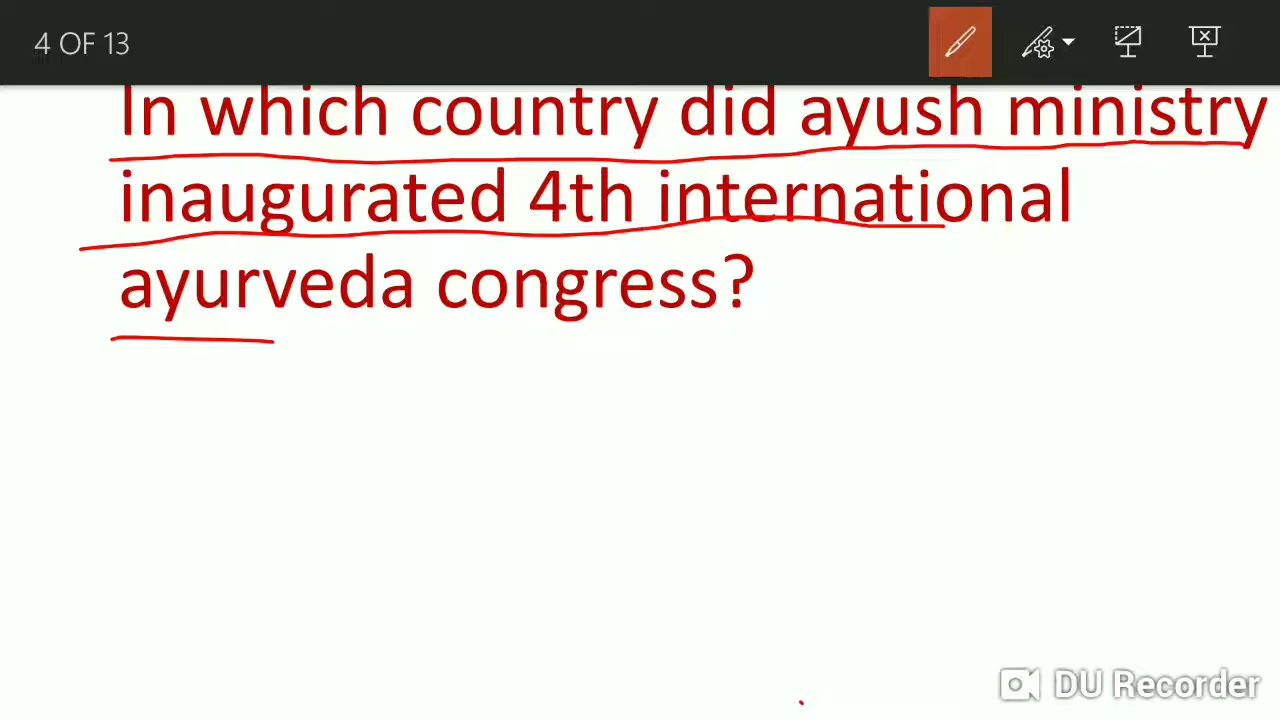 4 OF 13
In which country did ayush ministry
inaugurated 4th international
ayurveda congress?
DU Recorder